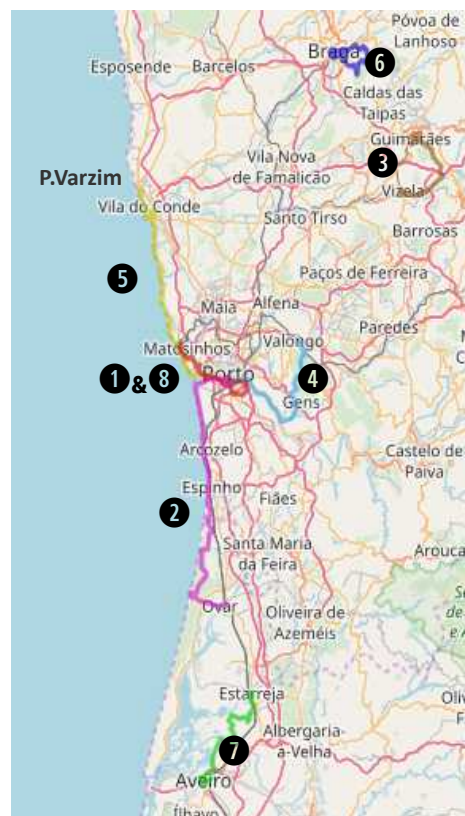 Póvoa de
Lanhoso
Braga
6
Esposende
Barcelos
Caldas das
Taipas
Guimarães
3
Vila Nova
de Famalicão
P.Varzim
Vizela
Vila do Conde
Santo Tirso
Barrosas
5
Paços de Ferreira
Maia
Alfena
Paredes
Matosinhos
Valongo
1 & 8
Porto
4
Gens
Arcozelo
Castelo de
Paiva
Espinho
Fiães
2
Santa Maria
da Feira
Arouca
Ovar
Oliveira de
Azeméis
Estarreja
Albergaria
-a-Velha
7
Aveiro
Ílhavo